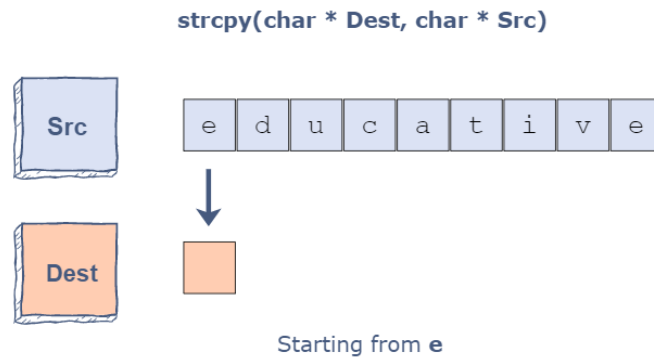 strcpy(char * Dest, char * Src)
Src
e d u c a t i v e
Dest
Starting from e